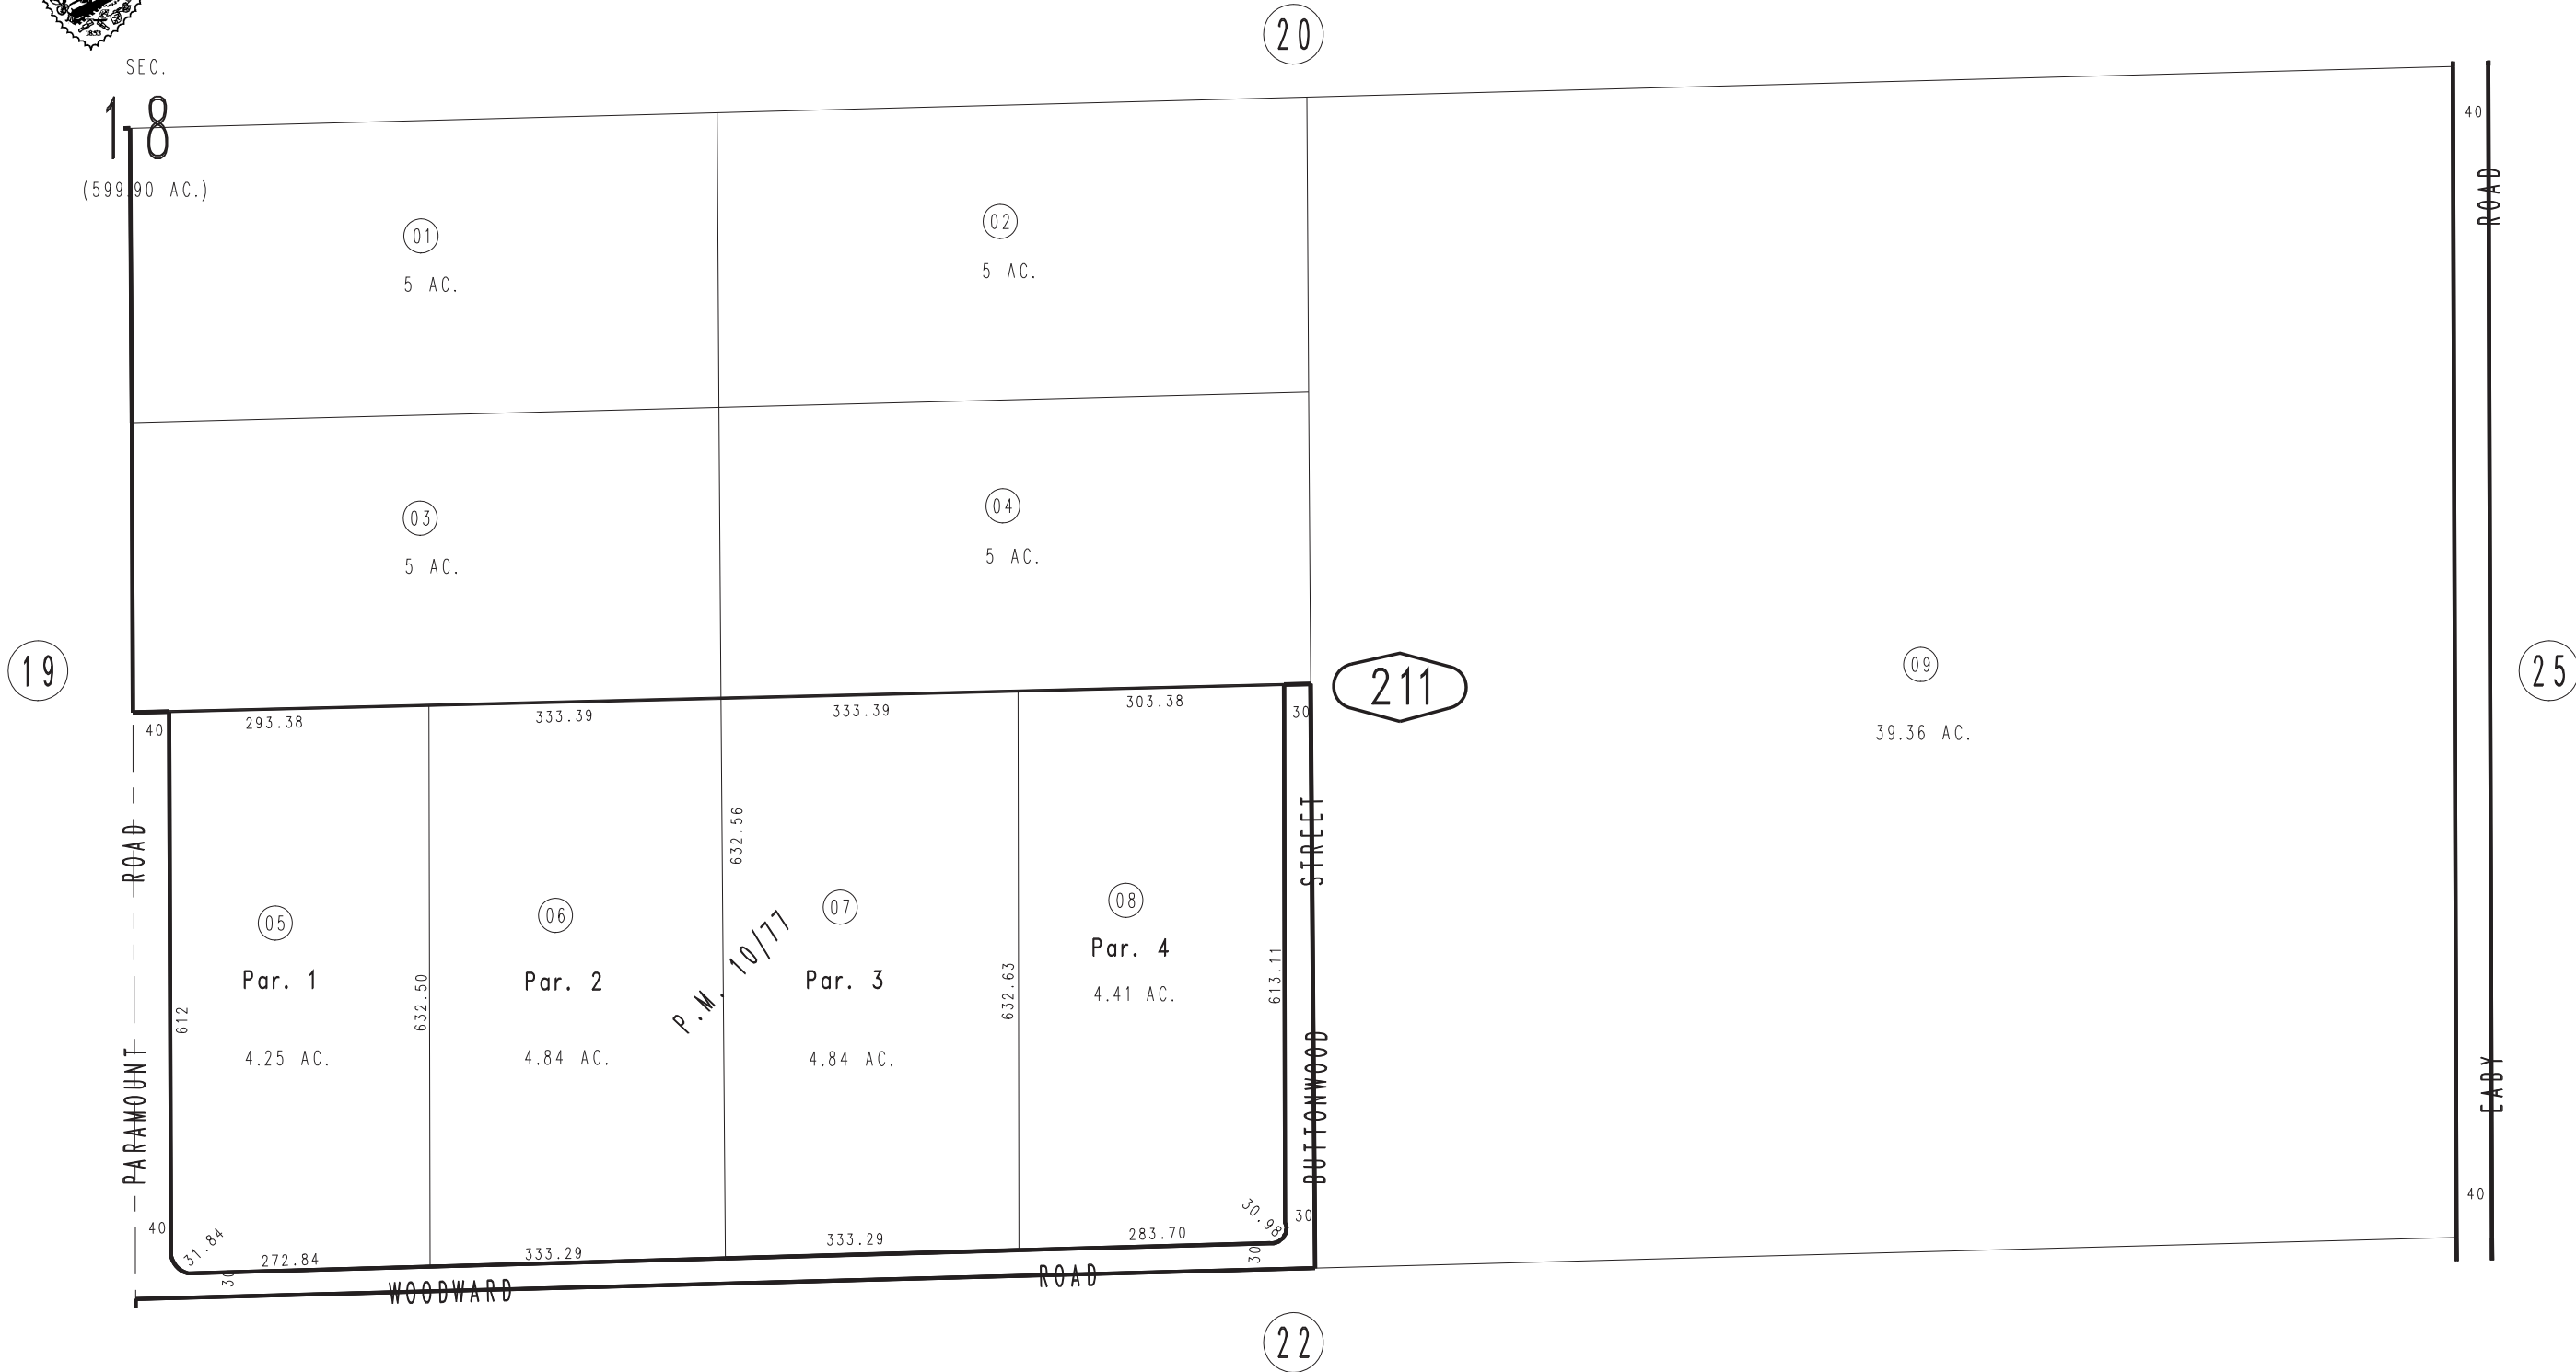 1853
20
SEC.
18
(599.90 AC.)
40
ROAD
01
5 AC.
02
5 AC.
03
5 AC.
04
5 AC.
19
211
09
39.36 AC.
25
40
293.38
333.39
333.39
303.38
30
ROAD
632.56
STREET
05
06
07
08
Par. 1
Par. 2
P.M. 10/77
Par. 3
Par. 4
4.41 AC.
612
632.50
632.63
613.11
4.25 AC.
4.84 AC.
4.84 AC.
PARAMOUNT
EADY
40
40
31.84
30.98
30
272.84
333.29
333.29
283.70
30
30
WOODWARD
ROAD
22